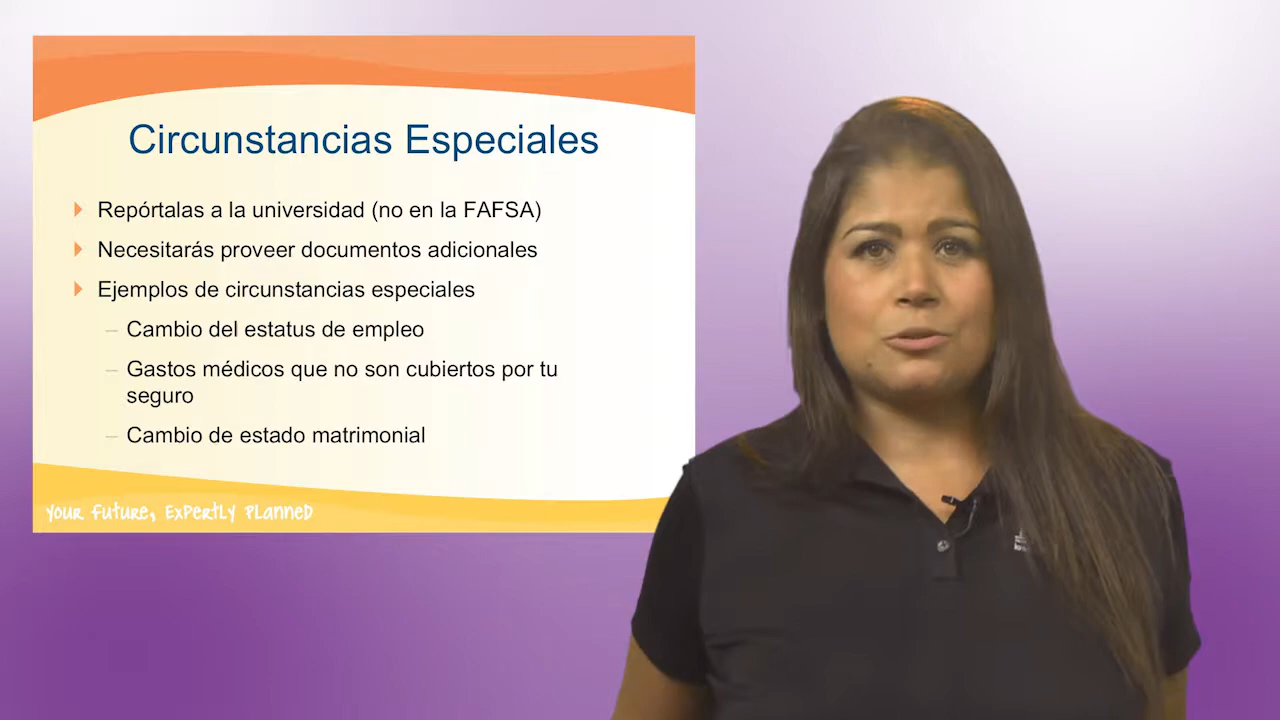 Circunstancias Especiales
Repórtalas a la universidad (no en la FAFSA)
Necesitarás proveer documentos adicionales
Ejemplos de circunstancias especiales
– Cambio del estatus de empleo
– Gastos médicos que no son cubiertos por tu
seguro
– Cambio de estado matrimonial
Your Future, Expertly Planned